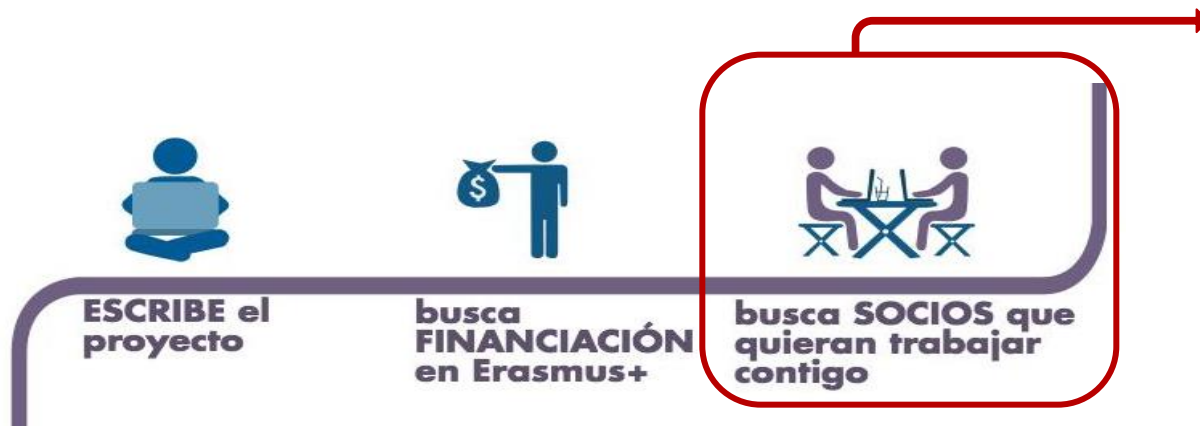 $
ESCRIBE el
proyecto
busca
FINANCIACIÓN
en Erasmus+
busca SOCIOS que
quieran trabajar
contigo